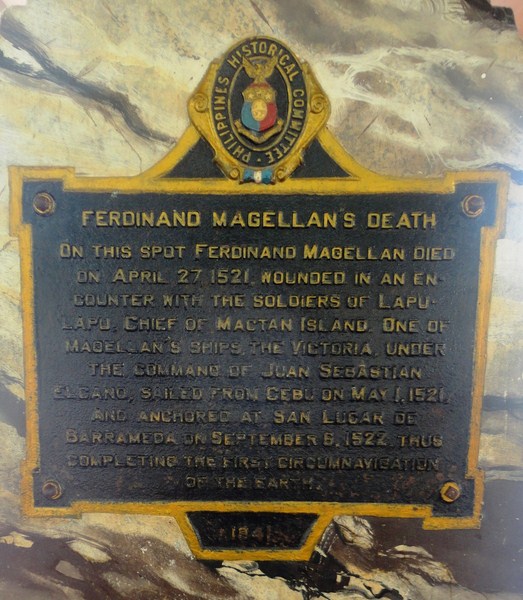 PHILIPPINES HISTORICAL COMMITTEE
FERDINAND MAGELLAN'S DEATH
ON THIS SPOT FERDINAND MAGELLAN DIED
ON APRIL 27 1521, WOUNDED IN AN EN-
COUNTER WITH THE SOLDIERS OF LAPU-
LAPU, CHIEF OF MACTAN ISLAND. ONE OF
MAGELLAN'S SHIPS, THE VICTORIA, UNDER
THE COMMAND OF JUAN SEBASTIAN
ELCANO, SAILED FROM CEBU ON MAY 1, 1521,
AND ANCHORED AT SAN LUCAR DE
BARRAMEDA ON SEPTEMBER 6, 1522, THUS
COMPLETING THE FIRST CIRCUMNAVIGATION
OF THE EARTH.
1941